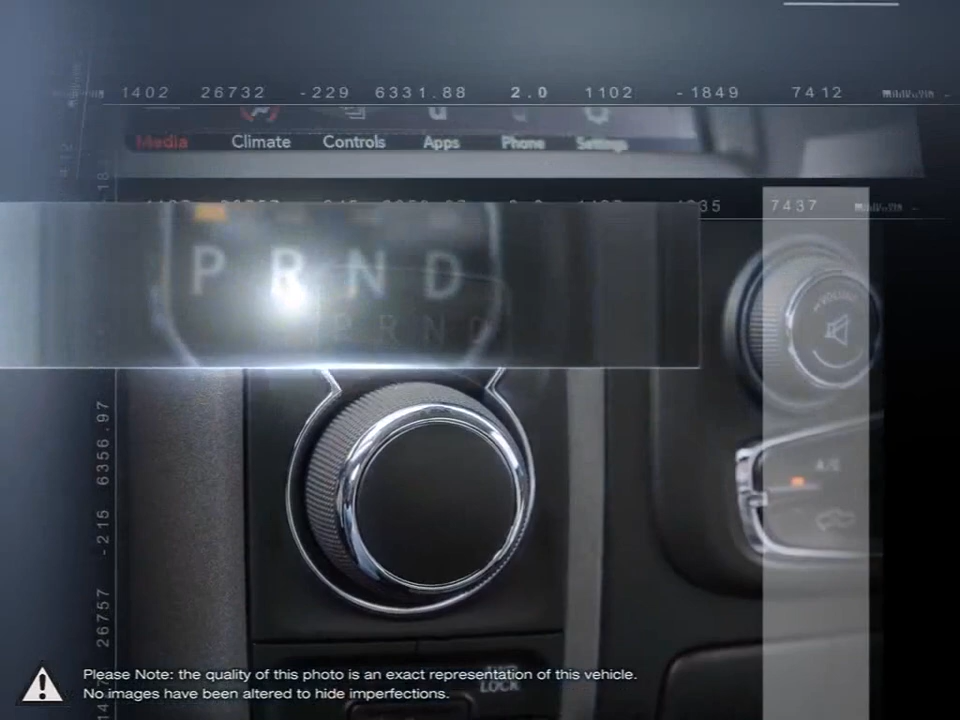 1402 26732 -229 6331.88 2.0 1102 -1849 7412
Media Climate Controls Apps Phone Settings
7437
P R N D
P R N D
VOLUME
A/C
6356.97
-215
26757
LOCK
Please Note: the quality of this photo is an exact representation of this vehicle.
No images have been altered to hide imperfections.